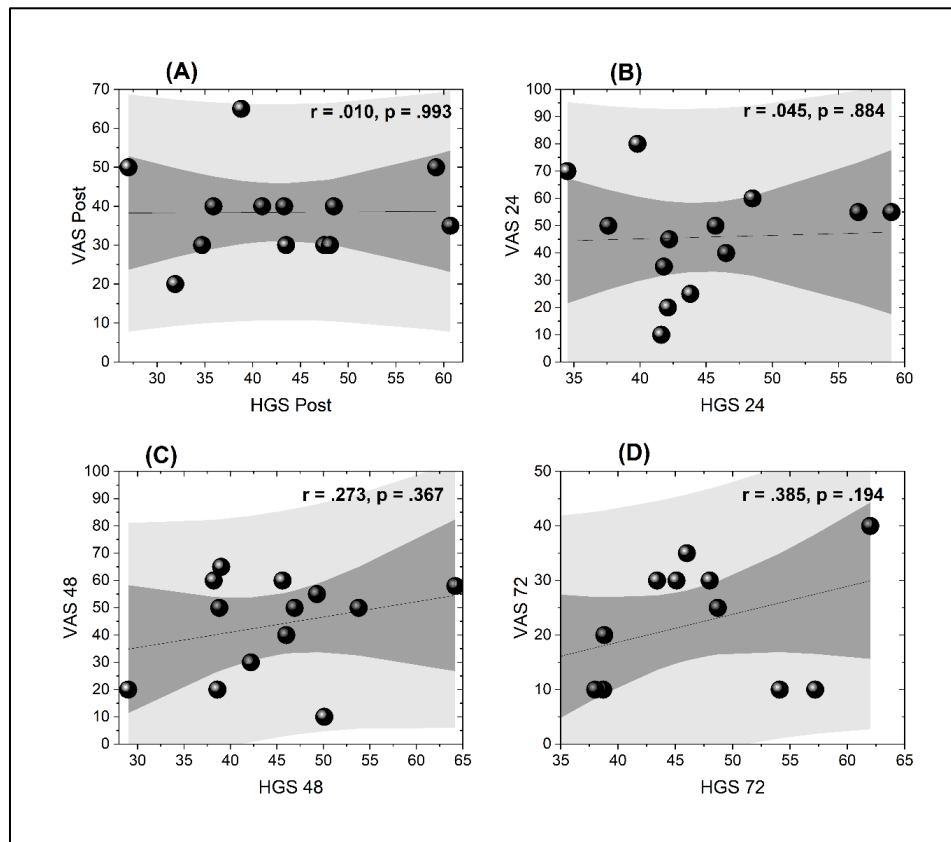 (A)
r = .010, p = .993
70
60
50
40
30
20
10
0
30 35 40 45 50 55 60
VAS Post
HGS Post
(B)
r = .045, p = .884
100
90
80
70
60
50
40
30
20
10
0
35 40 45 50 55 60
VAS 24
HGS 24
(C)
r = .273, p = .367
100
90
80
70
60
50
40
30
20
10
0
30 35 40 45 50 55 60 65
VAS 48
HGS 48
(D)
r = .385, p = .194
50
40
30
20
10
0
35 40 45 50 55 60 65
VAS 72
HGS 72